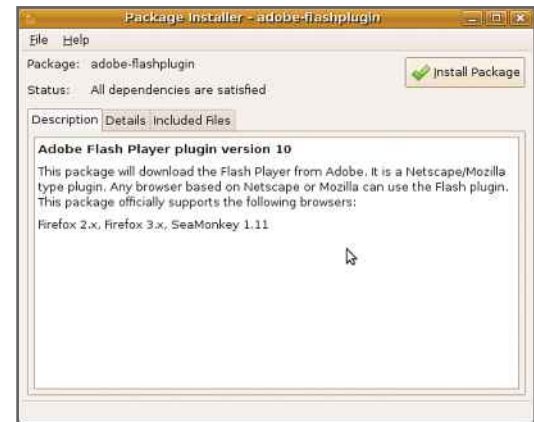 Package Installer - adobe-flashplugin
File Help
Package: adobe-flashplugin
Install Package
Status: All dependencies are satisfied
Description Details Included Files
Adobe Flash Player plugin version 10
This package will download the Flash Player from Adobe. It is a Netscape/Mozilla
type plugin. Any browser based on Netscape or Mozilla can use the Flash plugin.
This package officially supports the following browsers:
Firefox 2.x, Firefox 3.x, SeaMonkey 1.11